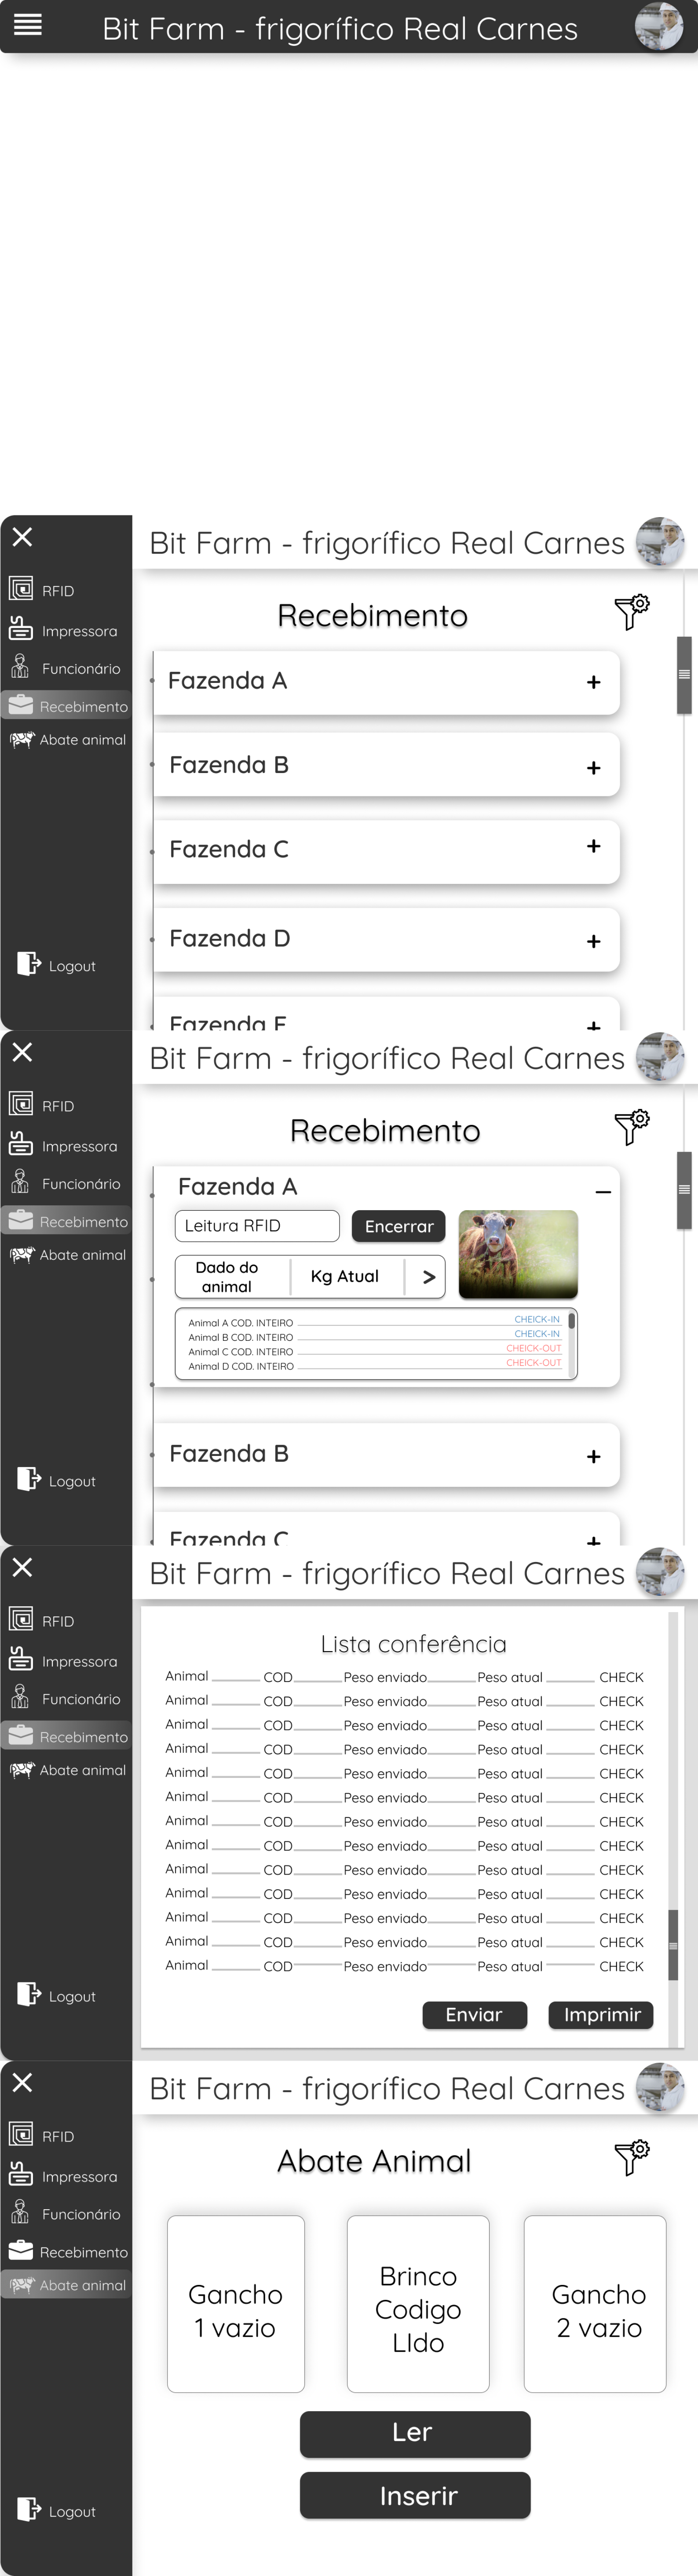 Bit Farm - frigorífico Real Carnes
Bit Farm - frigorífico Real Carnes
RFID
Impressora
Funcionário
Recebimento
Abate animal
Logout
Recebimento
Fazenda A +
Fazenda B +
Fazenda C +
Fazenda D +
Fazenda E +
Bit Farm - frigorífico Real Carnes
RFID
Impressora
Funcionário
Recebimento
Abate animal
Logout
Recebimento
Fazenda A
Leitura RFID Encerrar
Dado do
animal
Kg Atual >
Animal A COD. INTEIRO CHEICK-IN
Animal B COD. INTEIRO CHEICK-IN
Animal C COD. INTEIRO CHEICK-OUT
Animal D COD. INTEIRO CHEICK-OUT
Fazenda B +
Fazenda C +
Bit Farm - frigorífico Real Carnes
RFID
Impressora
Funcionário
Recebimento
Abate animal
Logout
Lista conferência
Animal COD Peso enviado Peso atual CHECK
Animal COD Peso enviado Peso atual CHECK
Animal COD Peso enviado Peso atual CHECK
Animal COD Peso enviado Peso atual CHECK
Animal COD Peso enviado Peso atual CHECK
Animal COD Peso enviado Peso atual CHECK
Animal COD Peso enviado Peso atual CHECK
Animal COD Peso enviado Peso atual CHECK
Animal COD Peso enviado Peso atual CHECK
Animal COD Peso enviado Peso atual CHECK
Animal COD Peso enviado Peso atual CHECK
Animal COD Peso enviado Peso atual CHECK
Animal COD Peso enviado Peso atual CHECK
Enviar Imprimir
Bit Farm - frigorífico Real Carnes
RFID
Impressora
Funcionário
Recebimento
Abate animal
Logout
Abate Animal
Gancho
1 vazio
Brinco
Codigo
LIdo
Gancho
2 vazio
Ler
Inserir